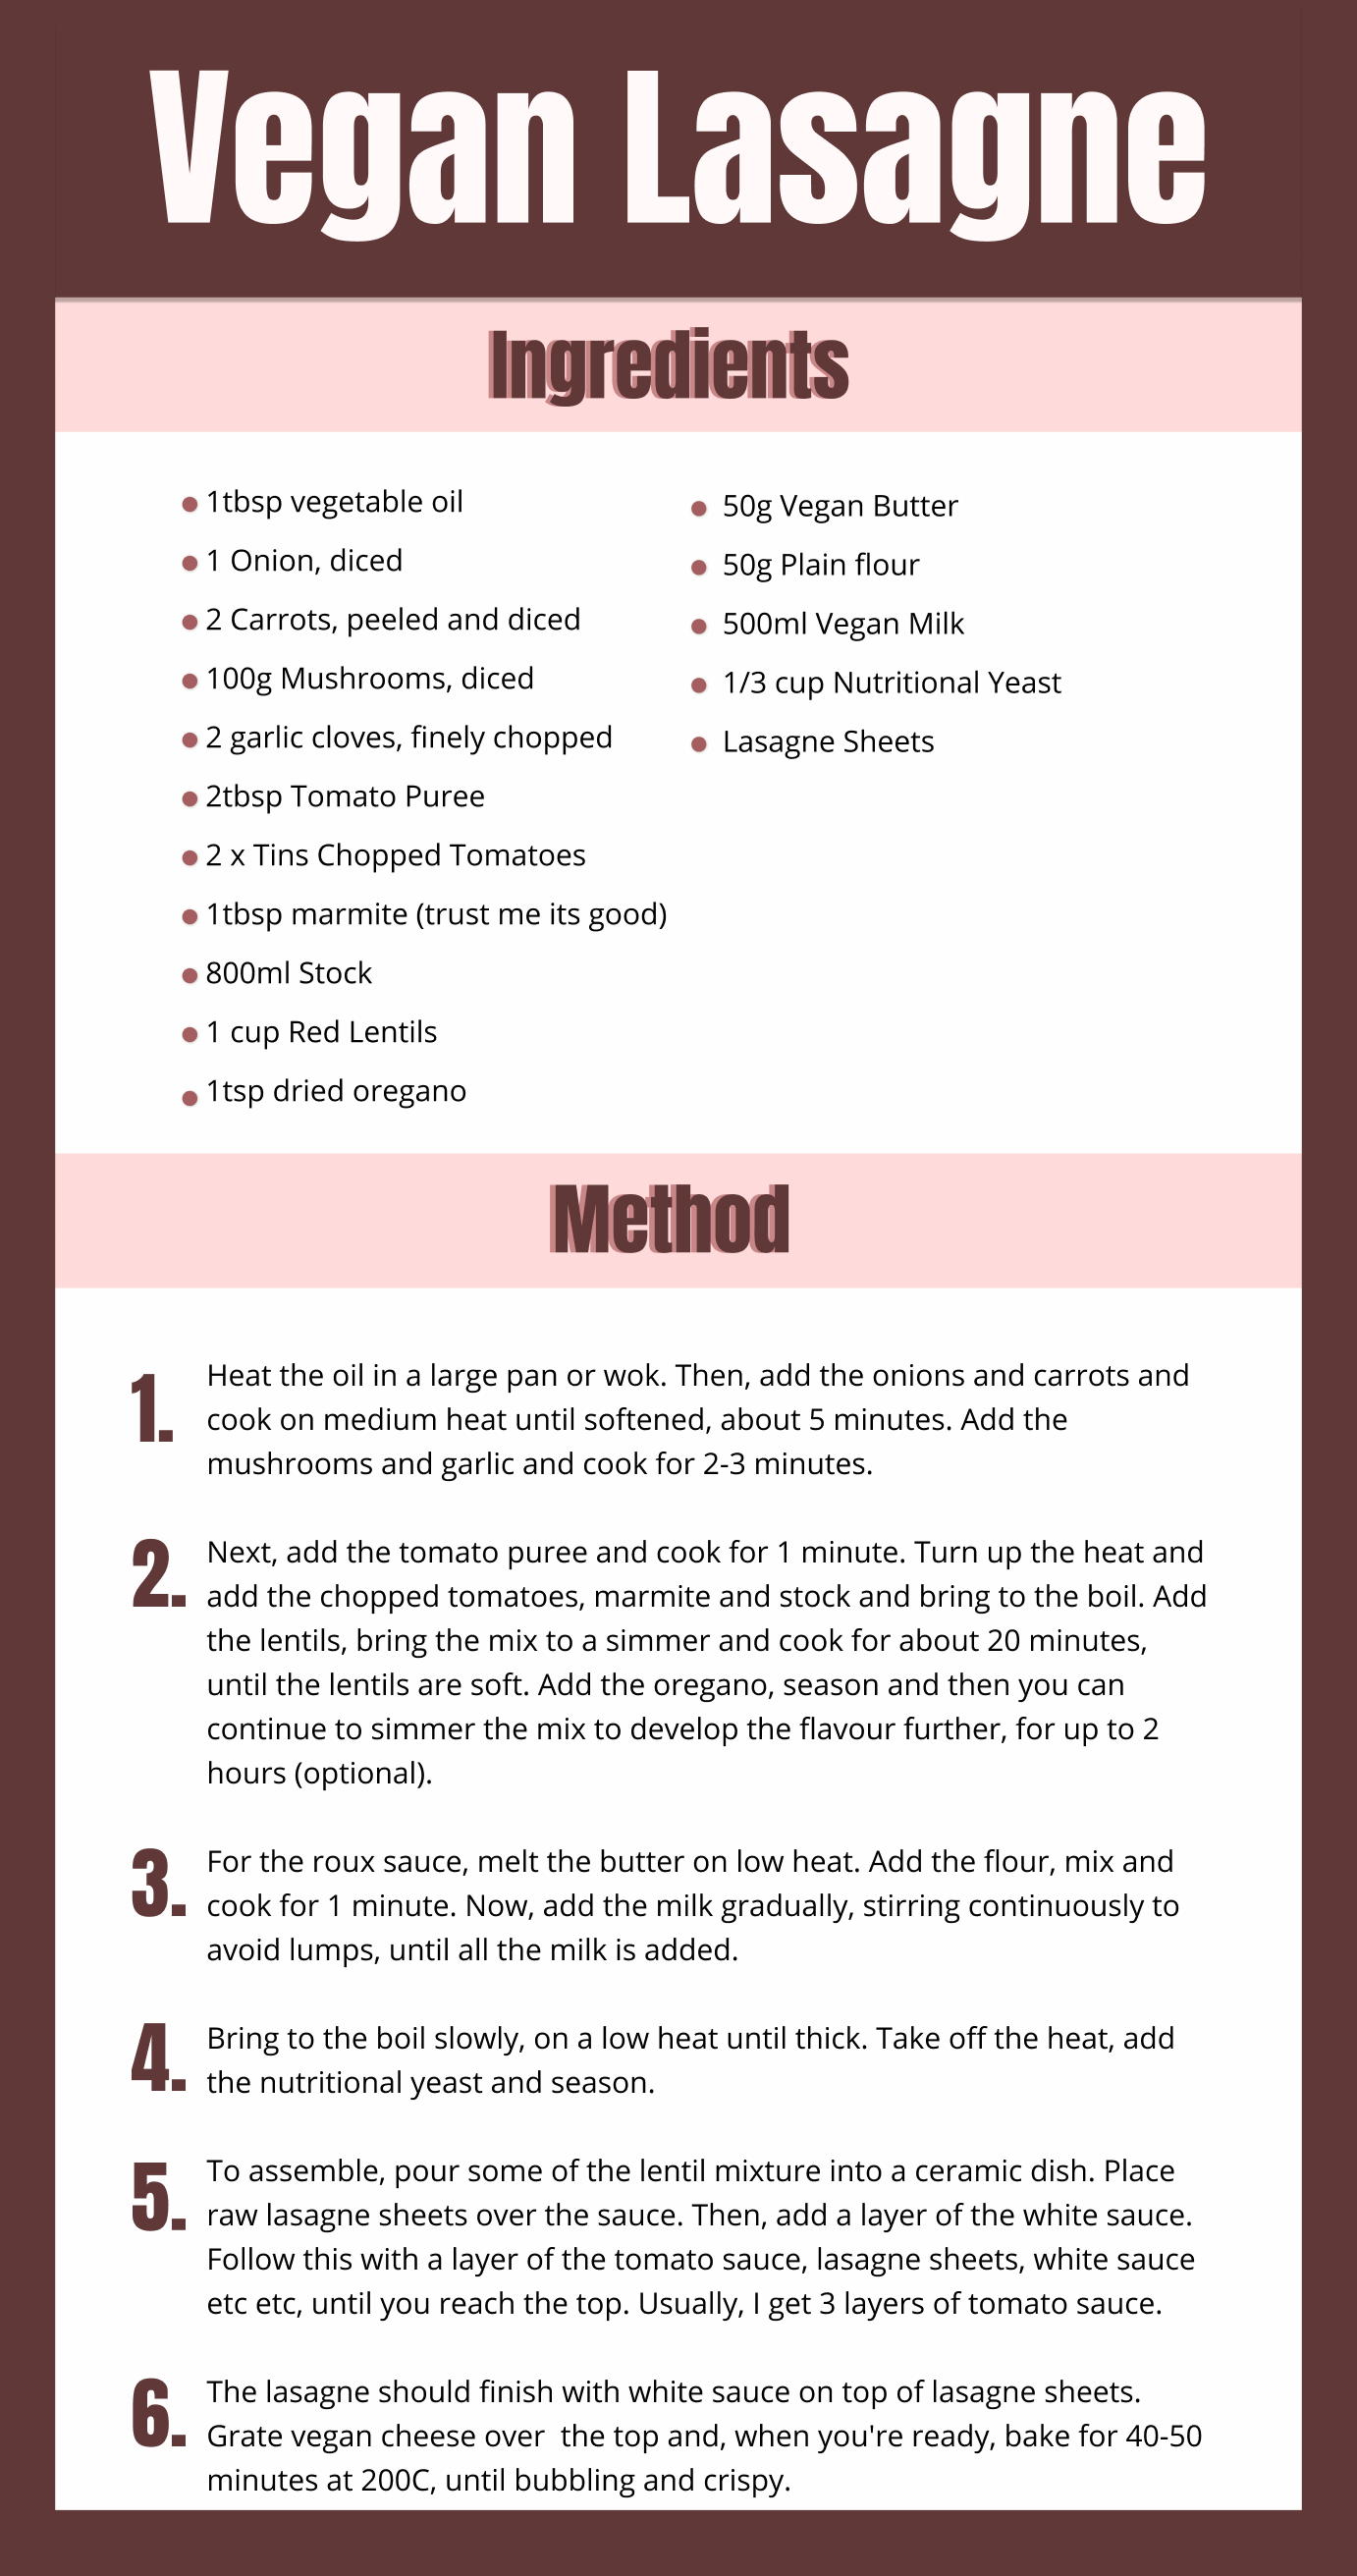 Vegan Lasagne
Ingredients
1tbsp vegetable oil
1 Onion, diced
2 Carrots, peeled and diced
100g Mushrooms, diced
2 garlic cloves, finely chopped
2tbsp Tomato Puree
2 x Tins Chopped Tomatoes
1tbsp marmite (trust me its good)
800ml Stock
1 cup Red Lentils
1tsp dried oregano
50g Vegan Butter
50g Plain flour
500ml Vegan Milk
1/3 cup Nutritional Yeast
Lasagne Sheets
Method
1. Heat the oil in a large pan or wok. Then, add the onions and carrots and
cook on medium heat until softened, about 5 minutes. Add the
mushrooms and garlic and cook for 2-3 minutes.
2. Next, add the tomato puree and cook for 1 minute. Turn up the heat and
add the chopped tomatoes, marmite and stock and bring to the boil. Add
the lentils, bring the mix to a simmer and cook for about 20 minutes,
until the lentils are soft. Add the oregano, season and then you can
continue to simmer the mix to develop the flavour further, for up to 2
hours (optional).
3. For the roux sauce, melt the butter on low heat. Add the flour, mix and
cook for 1 minute. Now, add the milk gradually, stirring continuously to
avoid lumps, until all the milk is added.
4. Bring to the boil slowly, on a low heat until thick. Take off the heat, add
the nutritional yeast and season.
5. To assemble, pour some of the lentil mixture into a ceramic dish. Place
raw lasagne sheets over the sauce. Then, add a layer of the white sauce.
Follow this with a layer of the tomato sauce, lasagne sheets, white sauce
etc etc, until you reach the top. Usually, I get 3 layers of tomato sauce.
6. The lasagne should finish with white sauce on top of lasagne sheets.
Grate vegan cheese over  the top and, when you're ready, bake for 40-50
minutes at 200C, until bubbling and crispy.